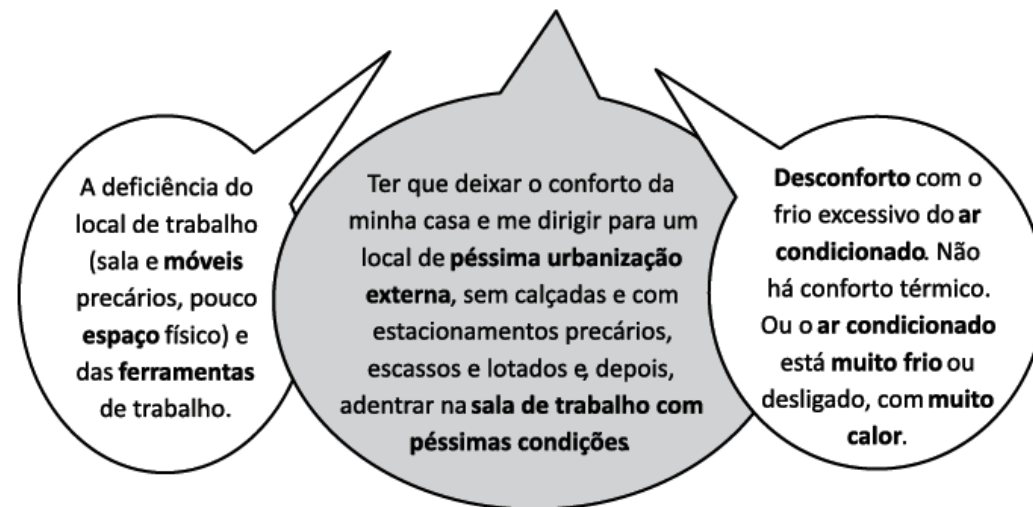 A deficiência do
local de trabalho
(sala e móveis
precários, pouco
espaço físico) e
das ferramentas
de trabalho.
Ter que deixar o conforto da
minha casa e me dirigir para um
local de péssima urbanização
externa, sem calçadas e com
estacionamentos precários,
escassos e lotados e, depois,
adentrar na sala de trabalho com
péssimas condições.
Desconforto com o
frio excessivo do ar
condicionado. Não
há conforto térmico.
Ou o ar condicionado
está muito frio ou
desligado, com muito
calor.